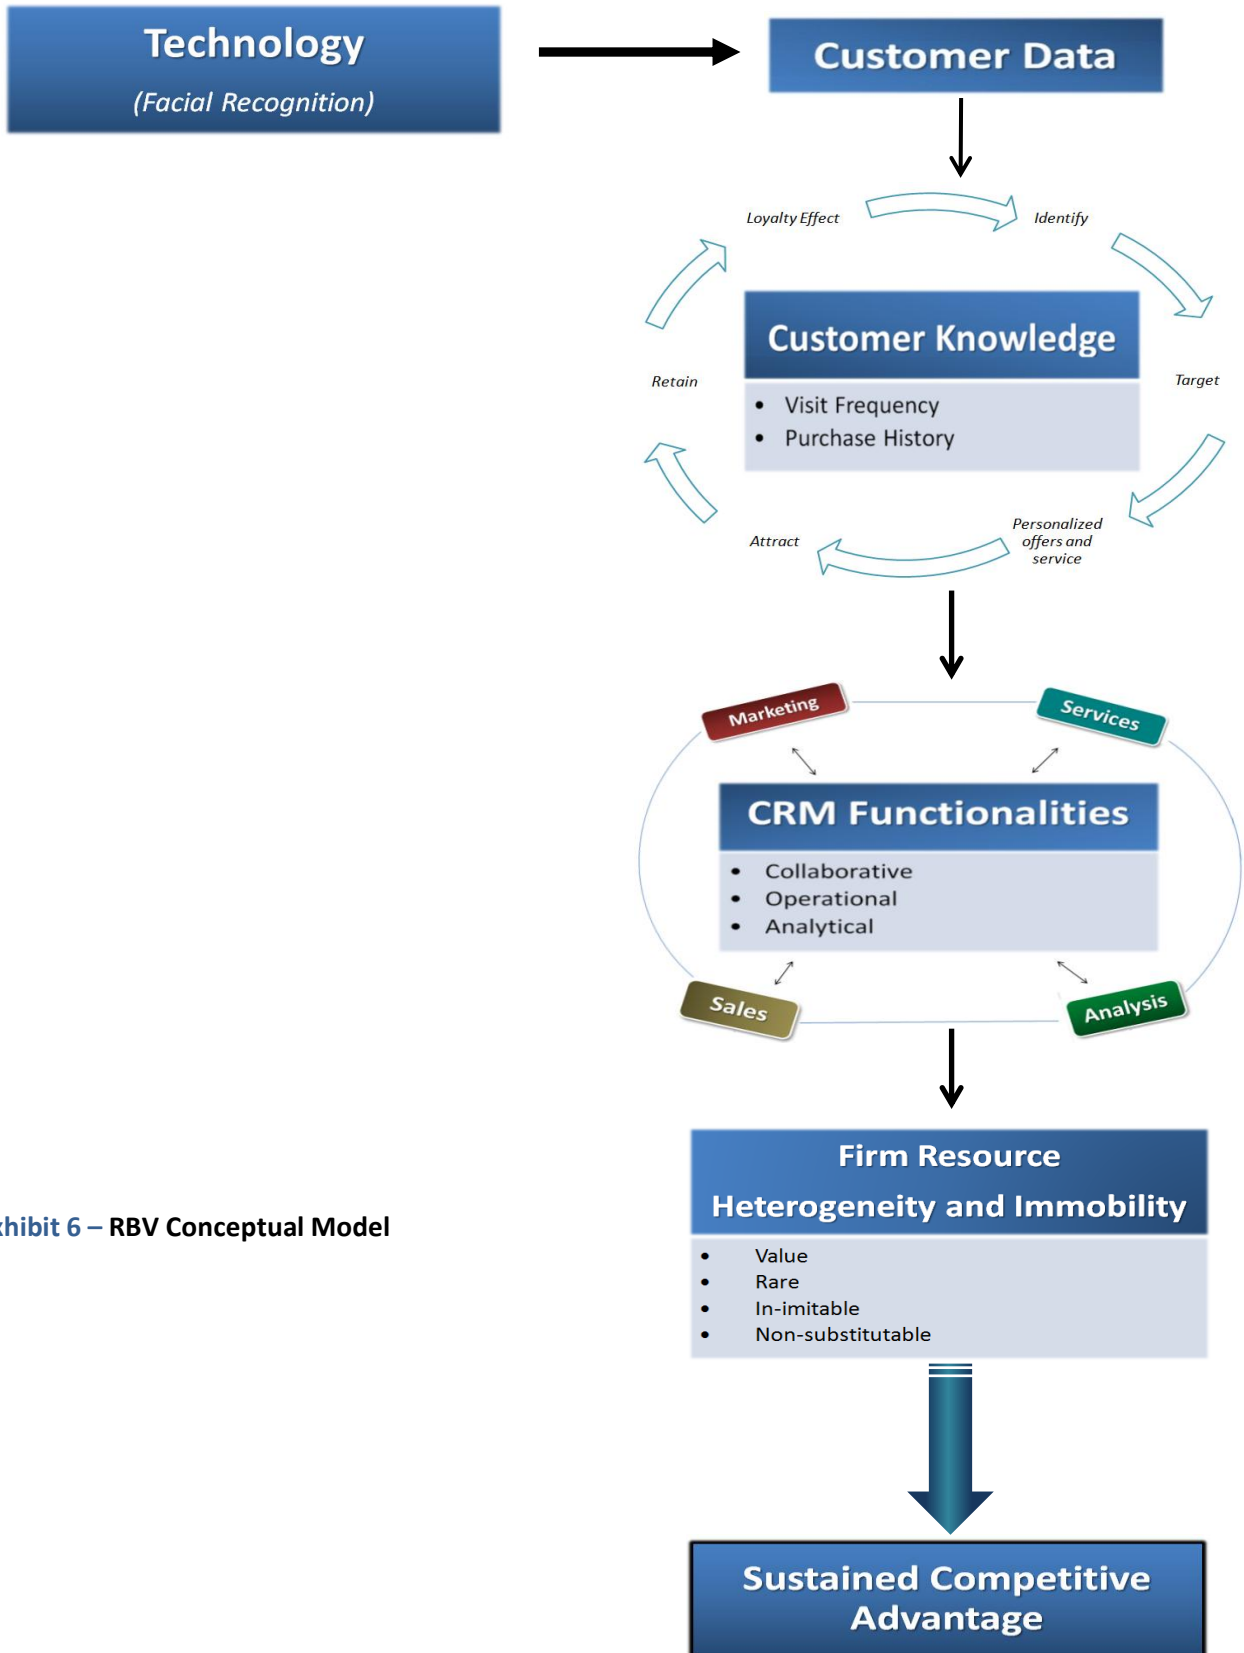 Technology
(Facial Recognition)
Customer Data
Loyalty Effect
Identify
Customer Knowledge
• Visit Frequency
• Purchase History
Retain
Target
Attract
Personalized
offers and
service
Marketing
Services
CRM Functionalities
• Collaborative
• Operational
• Analytical
Sales
Analysis
Firm Resource
Heterogeneity and Immobility
• Value
• Rare
• In-imitable
• Non-substitutable
xhibit 6 – RBV Conceptual Model
Sustained Competitive
Advantage